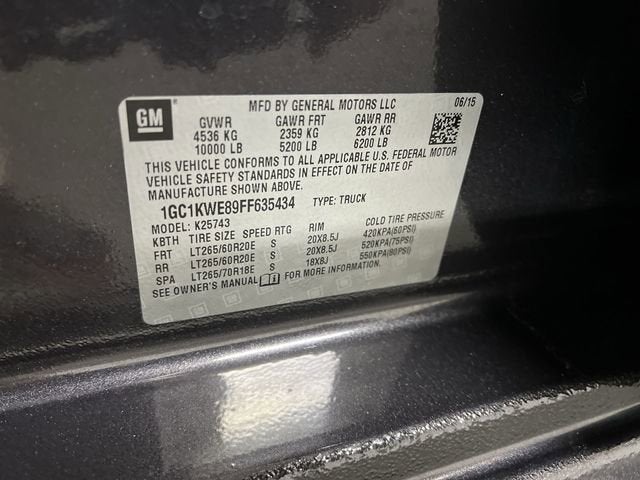 GM
MFD BY GENERAL MOTORS LLC 06/15
GVWR GAWR FRT GAWR RR
4536 KG 2359 KG 2812 KG
10000 LB 5200 LB 6200 LB
THIS VEHICLE CONFORMS TO ALL APPLICABLE U.S. FEDERAL MOTOR
VEHICLE SAFETY STANDARDS IN EFFECT ON THE DATE OF
MANUFACTURE SHOWN ABOVE.
1GC1KWE89FF635434 TYPE: TRUCK
MODEL: K25743
KBTH TIRE SIZE SPEED RTG RIM COLD TIRE PRESSURE
FRT LT265/60R20E S 20X8.5J 420KPA(60PSI)
RR LT265/60R20E S 20X8.5J 520KPA(75PSI)
SPA LT265/70R18E S 18X8J 550KPA(80PSI)
SEE OWNER'S MANUAL FOR MORE INFORMATION.